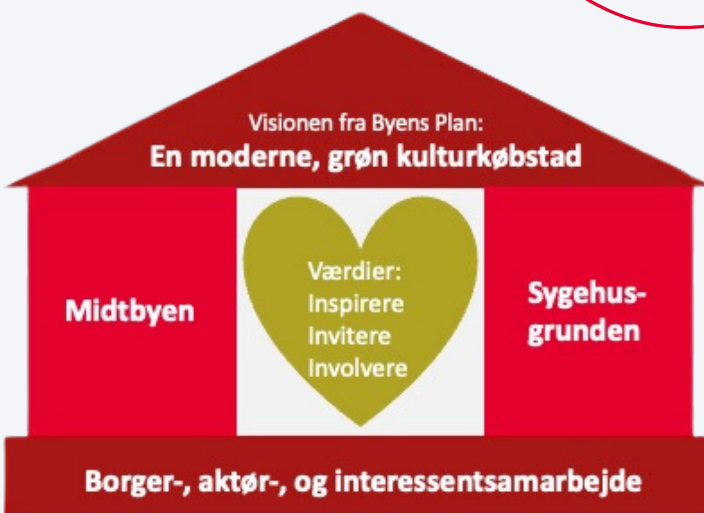 Visionen fra Byens Plan:
En moderne, grøn kulturkøbstad
Midtbyen
Værdier:
Inspirere
Invitere
Involvere
Sygehus-
grunden
Borger-, aktør-, og interessentsamarbejde